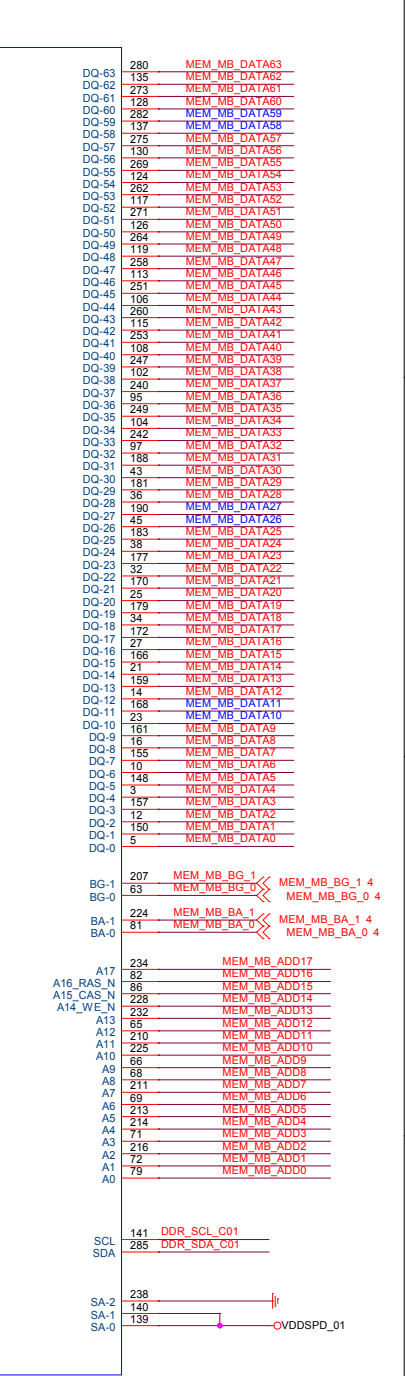 DQ-63 280 MEM_MB_DATA63
DQ-62 135 MEM_MB_DATA62
DQ-61 273 MEM_MB_DATA61
DQ-60 128 MEM_MB_DATA60
DQ-59 282 MEM_MB_DATA59
DQ-58 137 MEM_MB_DATA58
DQ-57 275 MEM_MB_DATA57
DQ-56 130 MEM_MB_DATA56
DQ-55 269 MEM_MB_DATA55
DQ-54 124 MEM_MB_DATA54
DQ-53 262 MEM_MB_DATA53
DQ-52 117 MEM_MB_DATA52
DQ-51 271 MEM_MB_DATA51
DQ-50 126 MEM_MB_DATA50
DQ-49 264 MEM_MB_DATA49
DQ-48 119 MEM_MB_DATA48
DQ-47 258 MEM_MB_DATA47
DQ-46 113 MEM_MB_DATA46
DQ-45 251 MEM_MB_DATA45
DQ-44 106 MEM_MB_DATA44
DQ-43 260 MEM_MB_DATA43
DQ-42 115 MEM_MB_DATA42
DQ-41 253 MEM_MB_DATA41
DQ-40 108 MEM_MB_DATA40
DQ-39 247 MEM_MB_DATA39
DQ-38 102 MEM_MB_DATA38
DQ-37 240 MEM_MB_DATA37
DQ-36 95 MEM_MB_DATA36
DQ-35 249 MEM_MB_DATA35
DQ-34 104 MEM_MB_DATA34
DQ-33 242 MEM_MB_DATA33
DQ-32 97 MEM_MB_DATA32
DQ-31 188 MEM_MB_DATA31
DQ-30 43 MEM_MB_DATA30
DQ-29 181 MEM_MB_DATA29
DQ-28 36 MEM_MB_DATA28
DQ-27 190 MEM_MB_DATA27
DQ-26 45 MEM_MB_DATA26
DQ-25 183 MEM_MB_DATA25
DQ-24 38 MEM_MB_DATA24
DQ-23 177 MEM_MB_DATA23
DQ-22 32 MEM_MB_DATA22
DQ-21 170 MEM_MB_DATA21
DQ-20 25 MEM_MB_DATA20
DQ-19 179 MEM_MB_DATA19
DQ-18 34 MEM_MB_DATA18
DQ-17 172 MEM_MB_DATA17
DQ-16 27 MEM_MB_DATA16
DQ-15 166 MEM_MB_DATA15
DQ-14 21 MEM_MB_DATA14
DQ-13 159 MEM_MB_DATA13
DQ-12 14 MEM_MB_DATA12
DQ-11 168 MEM_MB_DATA11
DQ-10 23 MEM_MB_DATA10
DQ-9 161 MEM_MB_DATA9
DQ-8 16 MEM_MB_DATA8
DQ-7 155 MEM_MB_DATA7
DQ-6 10 MEM_MB_DATA6
DQ-5 148 MEM_MB_DATA5
DQ-4 3 MEM_MB_DATA4
DQ-3 157 MEM_MB_DATA3
DQ-2 12 MEM_MB_DATA2
DQ-1 150 MEM_MB_DATA1
DQ-0 5 MEM_MB_DATA0
BG-1 207 MEM_MB_BG_1 MEM_MB_BG_1 4
BG-0 63 MEM_MB_BG_0 MEM_MB_BG_0 4
BA-1 224 MEM_MB_BA_1 MEM_MB_BA_1 4
BA-0 81 MEM_MB_BA_0 MEM_MB_BA_0 4
A17 234 MEM_MB_ADD17
A16_RAS_N 82 MEM_MB_ADD16
A15_CAS_N 86 MEM_MB_ADD15
A14_WE_N 228 MEM_MB_ADD14
A13 232 MEM_MB_ADD13
A12 65 MEM_MB_ADD12
A11 210 MEM_MB_ADD11
A10 225 MEM_MB_ADD10
A9 66 MEM_MB_ADD9
A8 68 MEM_MB_ADD8
A7 211 MEM_MB_ADD7
A6 69 MEM_MB_ADD6
A5 213 MEM_MB_ADD5
A4 214 MEM_MB_ADD4
A3 71 MEM_MB_ADD3
A2 216 MEM_MB_ADD2
A1 72 MEM_MB_ADD1
A0 79 MEM_MB_ADD0
SCL 141 DDR_SCL_C01
SDA 285 DDR_SDA_C01
SA-2 238
SA-1 140
SA-0 139 VDDSPD_01